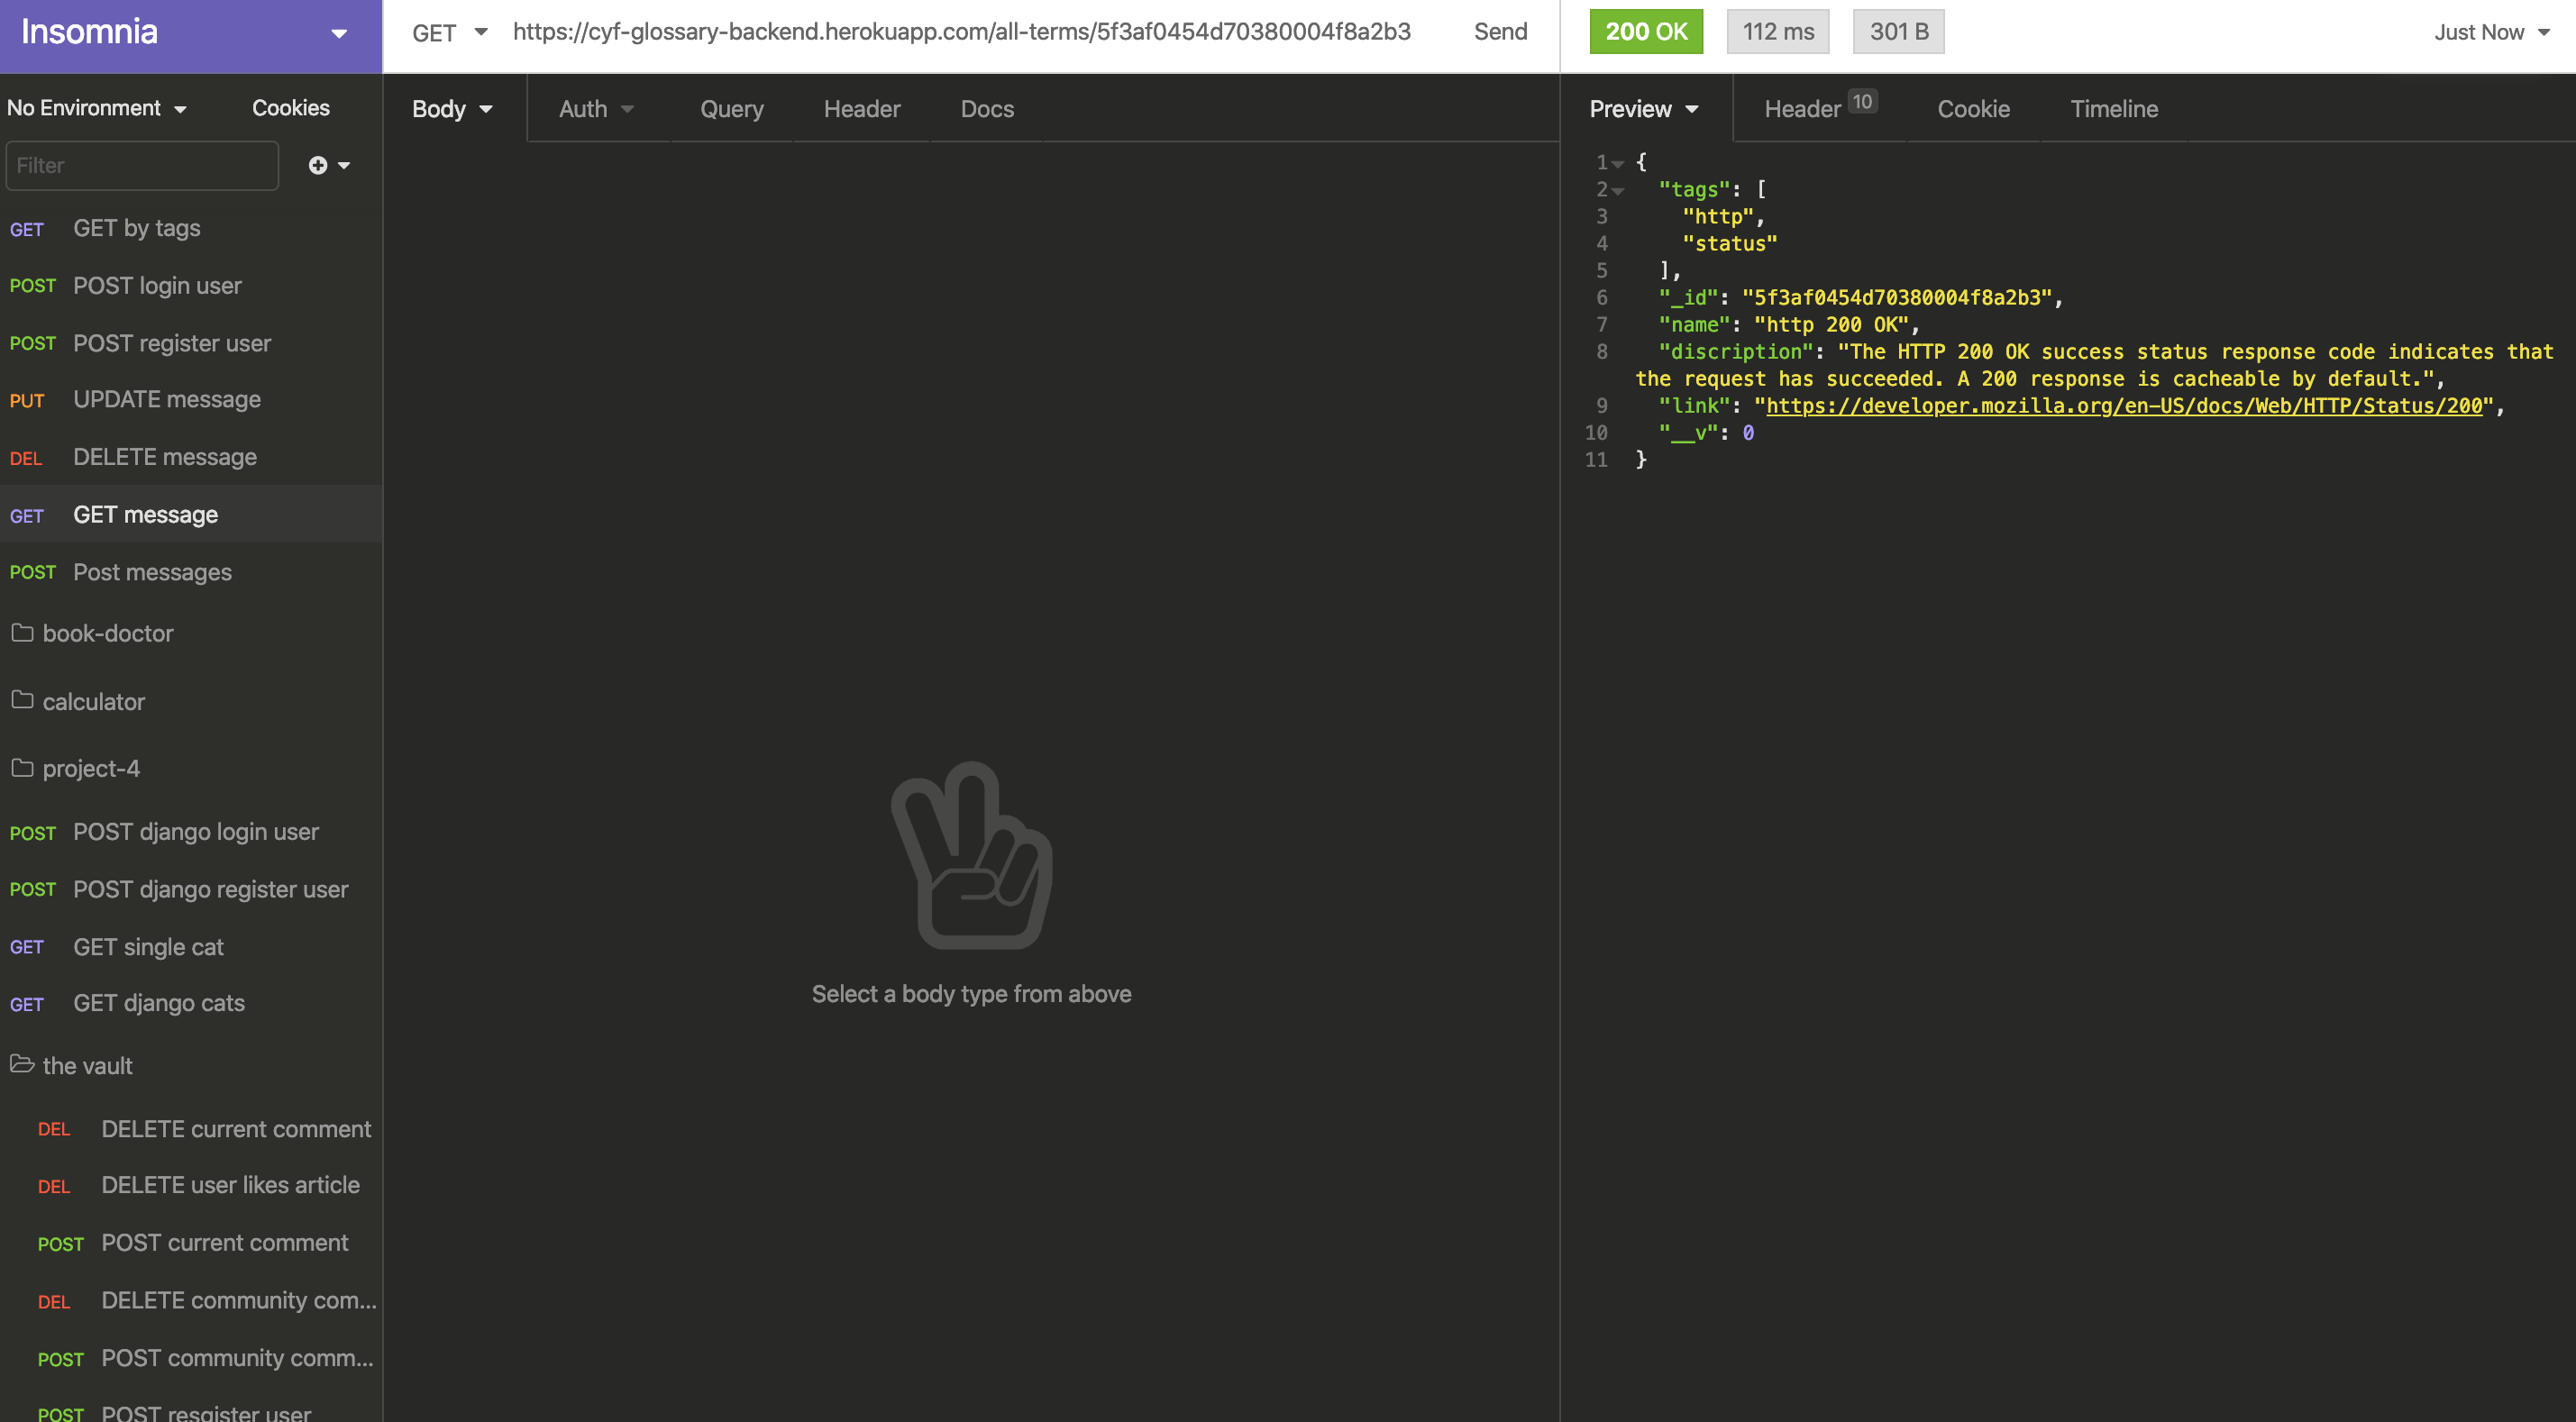 Insomnia
GET https://cyf-glossary-backend.herokuapp.com/all-terms/5f3af0454d70380004f8a2b3 Send
200 OK 112 ms 301 B Just Now
No Environment Cookies
Filter
GET GET by tags
POST POST login user
POST POST register user
PUT UPDATE message
DEL DELETE message
GET GET message
POST Post messages
book-doctor
calculator
project-4
POST POST django login user
POST POST django register user
GET GET single cat
GET GET django cats
the vault
DEL DELETE current comment
DEL DELETE user likes article
POST POST current comment
DEL DELETE community com...
POST POST community comm...
POST POST resgister user
Body Auth Query Header Docs
Select a body type from above
Preview Header 10 Cookie Timeline
1 {
2 "tags": [
3 "http",
4 "status"
5 ],
6 "_id": "5f3af0454d70380004f8a2b3",
7 "name": "http 200 OK",
8 "discription": "The HTTP 200 OK success status response code indicates that
the request has succeeded. A 200 response is cacheable by default.",
9 "link": "https://developer.mozilla.org/en-US/docs/Web/HTTP/Status/200",
10 "__v": 0
11 }